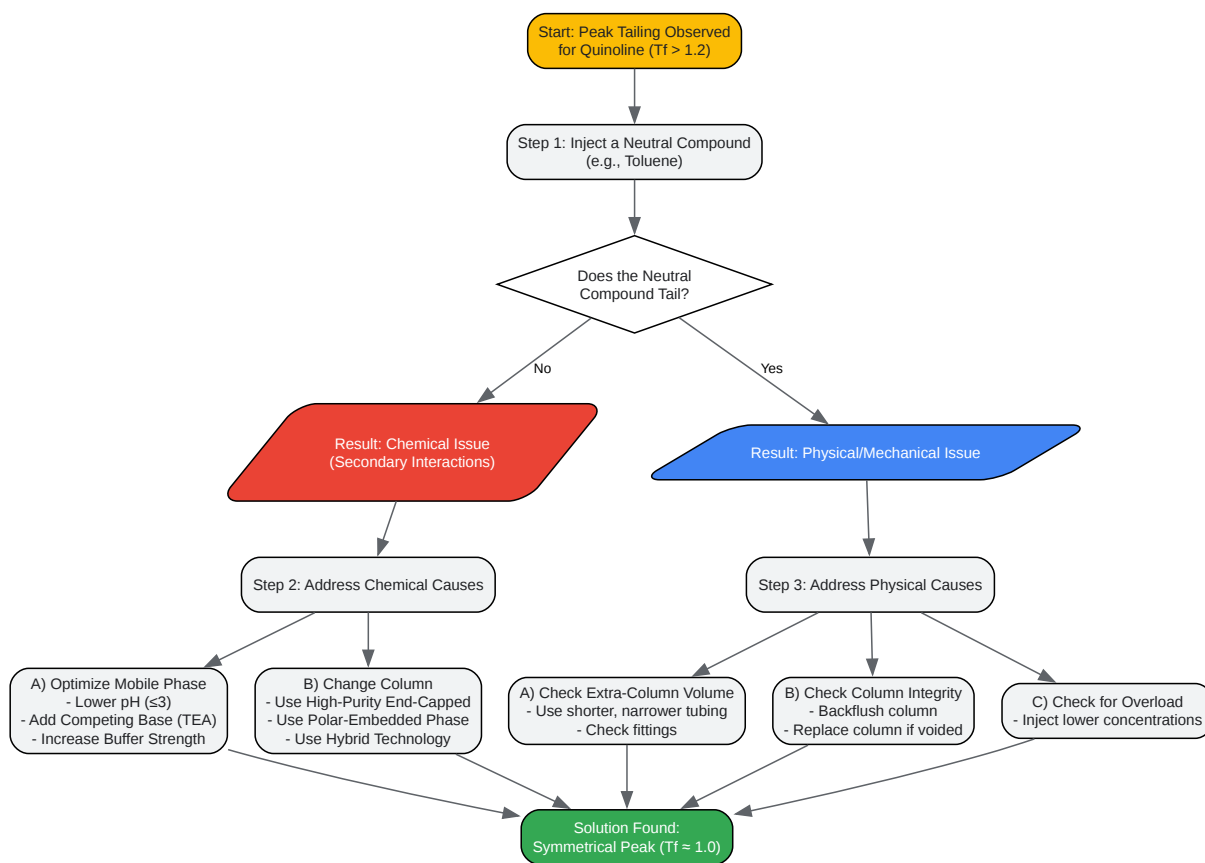 Start: Peak Tailing Observed
for Quinoline (Tf > 1.2)
Step 1: Inject a Neutral Compound
(e.g., Toluene)
Does the Neutral
Compound Tail?
No
Yes
Result: Chemical Issue
(Secondary Interactions)
Result: Physical/Mechanical Issue
Step 2: Address Chemical Causes
Step 3: Address Physical Causes
A) Optimize Mobile Phase
- Lower pH (≤3)
- Add Competing Base (TEA)
- Increase Buffer Strength
B) Change Column
- Use High-Purity End-Capped
- Use Polar-Embedded Phase
- Use Hybrid Technology
A) Check Extra-Column Volume
- Use shorter, narrower tubing
- Check fittings
B) Check Column Integrity
- Backflush column
- Replace column if voided
C) Check for Overload
- Inject lower concentrations
Solution Found:
Symmetrical Peak (Tf ≈ 1.0)